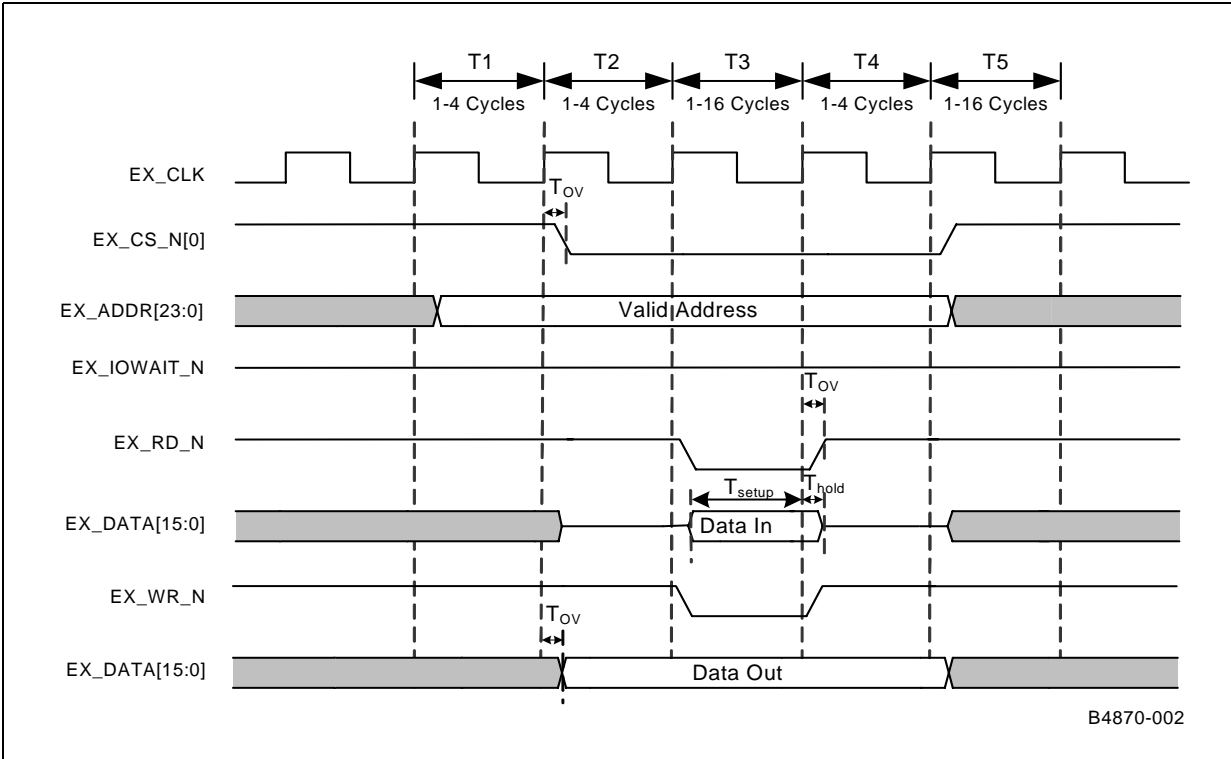 T1 T2 T3 T4 T5
1-4 Cycles 1-4 Cycles 1-16 Cycles 1-4 Cycles 1-16 Cycles
EX_CLK
TOV
EX_CS_N[0]
EX_ADDR[23:0] Valid Address
EX_IOWAIT_N
TOV
EX_RD_N
Tsetup Thold
EX_DATA[15:0] Data In
EX_WR_N
TOV
EX_DATA[15:0] Data Out
B4870-002